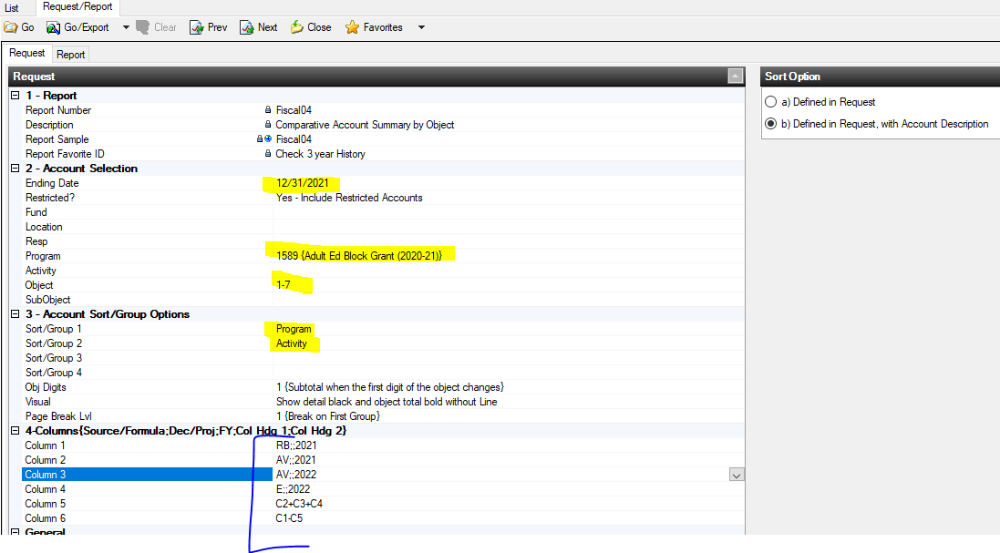 List Request/Report
Go Go/Export Clear Prev Next Close Favorites
Request Report
Request
1 - Report
Report Number Fiscal04
Description Comparative Account Summary by Object
Report Sample Fiscal04
Report Favorite ID Check 3 year History
2 - Account Selection
Ending Date 12/31/2021
Restricted? Yes - Include Restricted Accounts
Fund
Location
Resp
Program 1589 {Adult Ed Block Grant (2020-21)}
Activity
Object 1-7
SubObject
3 - Account Sort/Group Options
Sort/Group 1 Program
Sort/Group 2 Activity
Sort/Group 3
Sort/Group 4
Obj Digits 1 {Subtotal when the first digit of the object changes}
Visual Show detail black and object total bold without Line
Page Break Lvl 1 {Break on First Group}
4-Columns{Source/Formula;Dec/Proj;FY;Col Hdg 1;Col Hdg 2}
Column 1 RB;;2021
Column 2 AV;;2021
Column 3 AV;;2022
Column 4 E;;2022
Column 5 C2+C3+C4
Column 6 C1-C5
General
Sort Option
a) Defined in Request
b) Defined in Request, with Account Description